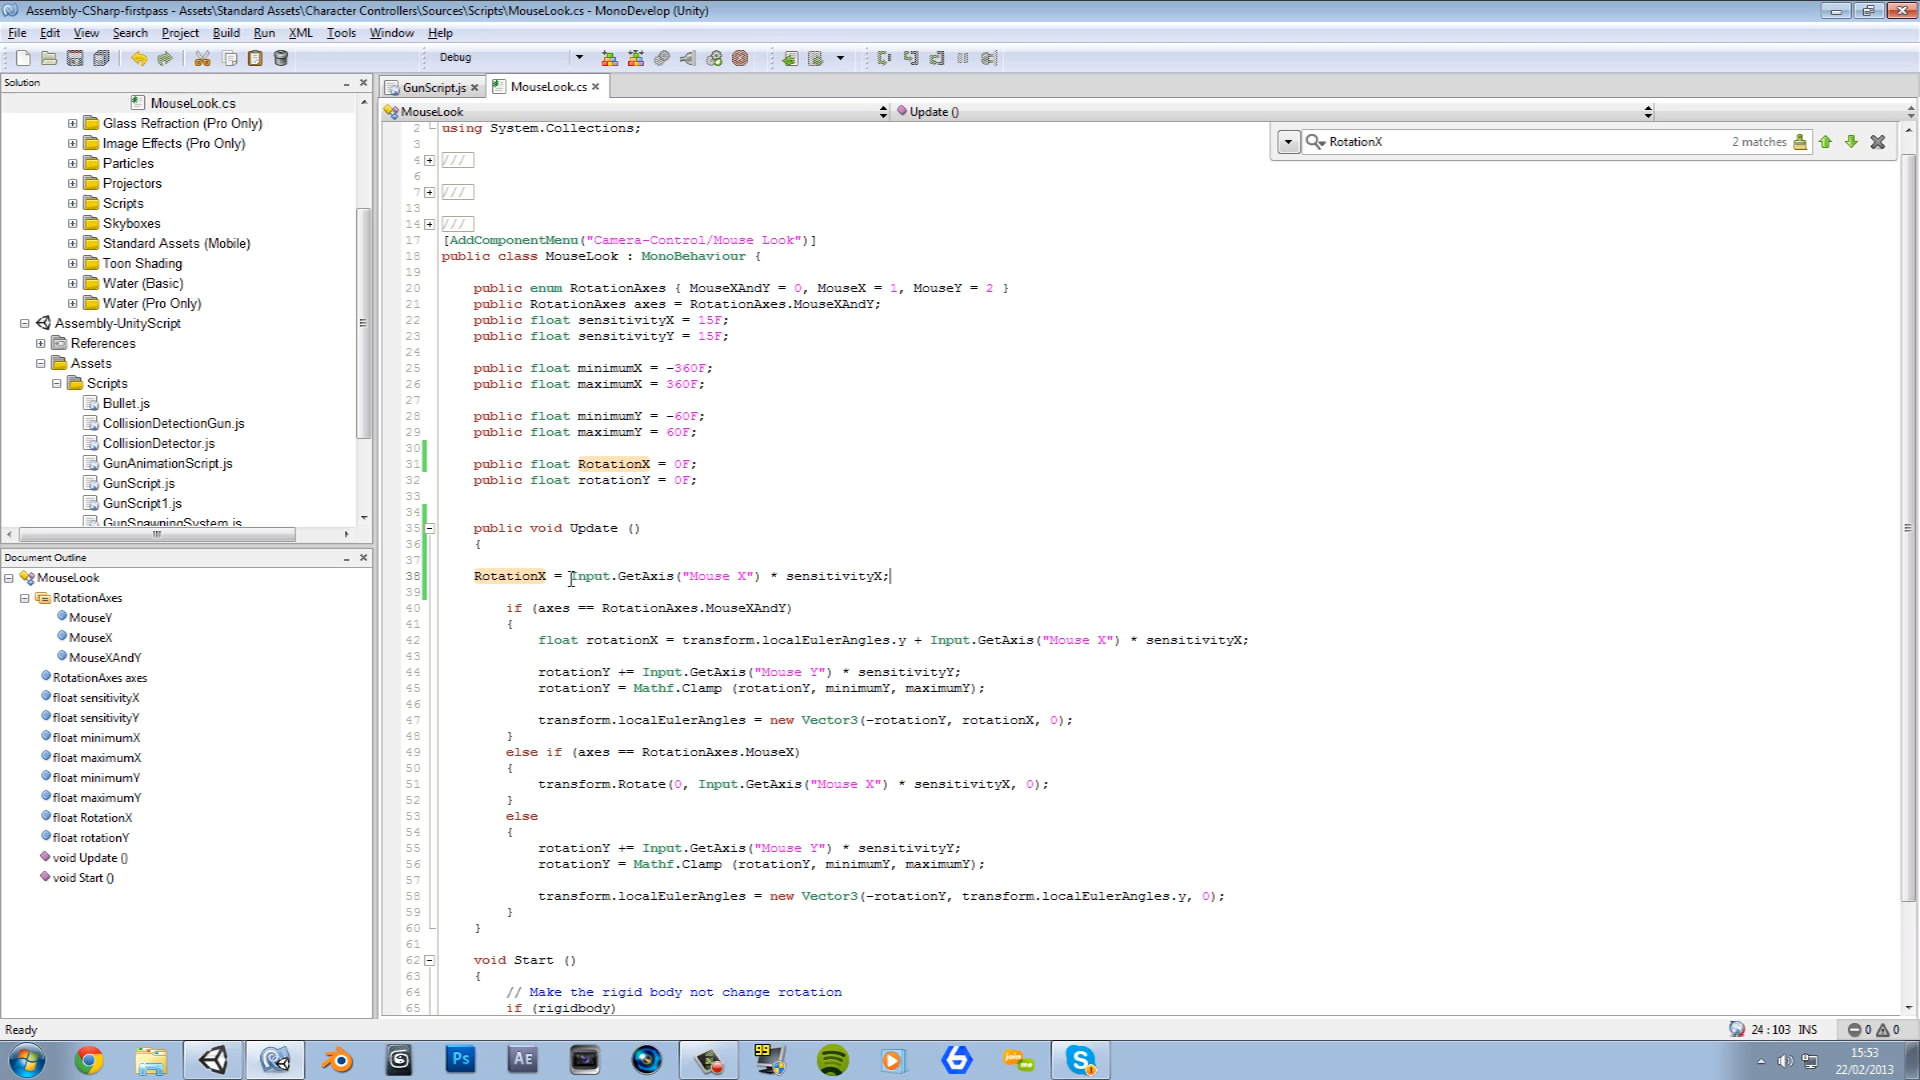 Assembly-CSharp-firstpass - Assets\Standard Assets\Character Controllers\Sources\Scripts\MouseLook.cs - MonoDevelop (Unity)
File Edit View Search Project Build Run XML Tools Window Help
Debug
Solution
MouseLook.cs
Glass Refraction (Pro Only)
Image Effects (Pro Only)
Particles
Projectors
Scripts
Skyboxes
Standard Assets (Mobile)
Toon Shading
Water (Basic)
Water (Pro Only)
Assembly-UnityScript
References
Assets
Scripts
Bullet.js
CollisionDetectionGun.js
CollisionDetector.js
GunAnimationScript.js
GunScript.js
GunScript1.js
GunSpawningSystem.js
Document Outline
MouseLook
RotationAxes
MouseY
MouseX
MouseXAndY
RotationAxes axes
float sensitivityX
float sensitivityY
float minimumX
float maximumX
float minimumY
float maximumY
float RotationX
float rotationY
void Update ()
void Start ()
GunScript.js MouseLook.cs
MouseLook Update ()
RotationX 2 matches
2 using System.Collections;
3
4 ///
6
7 ///
13
14 ///
17 [AddComponentMenu("Camera-Control/Mouse Look")]
18 public class MouseLook : MonoBehaviour {
19
20 public enum RotationAxes { MouseXAndY = 0, MouseX = 1, MouseY = 2 }
21 public RotationAxes axes = RotationAxes.MouseXAndY;
22 public float sensitivityX = 15F;
23 public float sensitivityY = 15F;
24
25 public float minimumX = -360F;
26 public float maximumX = 360F;
27
28 public float minimumY = -60F;
29 public float maximumY = 60F;
30
31 public float RotationX = 0F;
32 public float rotationY = 0F;
33
34
35 public void Update ()
36 {
37
38 RotationX = Input.GetAxis("Mouse X") * sensitivityX;
39
40 if (axes == RotationAxes.MouseXAndY)
41 {
42 float rotationX = transform.localEulerAngles.y + Input.GetAxis("Mouse X") * sensitivityX;
43
44 rotationY += Input.GetAxis("Mouse Y") * sensitivityY;
45 rotationY = Mathf.Clamp (rotationY, minimumY, maximumY);
46
47 transform.localEulerAngles = new Vector3(-rotationY, rotationX, 0);
48 }
49 else if (axes == RotationAxes.MouseX)
50 {
51 transform.Rotate(0, Input.GetAxis("Mouse X") * sensitivityX, 0);
52 }
53 else
54 {
55 rotationY += Input.GetAxis("Mouse Y") * sensitivityY;
56 rotationY = Mathf.Clamp (rotationY, minimumY, maximumY);
57
58 transform.localEulerAngles = new Vector3(-rotationY, transform.localEulerAngles.y, 0);
59 }
60 }
61
62 void Start ()
63 {
64 // Make the rigid body not change rotation
65 if (rigidbody)
Ready 24 : 103 INS 0 0
Ps AE 99
15:53
22/02/2013